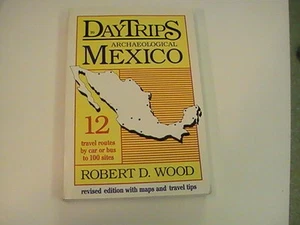 DAYTRIPS
ARCHAEOLOGICAL
MEXICO
12
travel routes
by car or bus
to 100 sites
ROBERT D. WOOD
revised edition with maps and travel tips